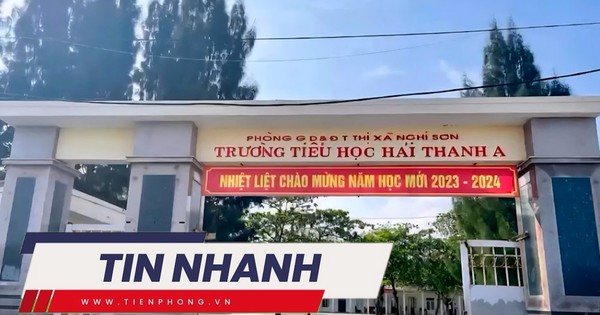 PHÒNG GD&ĐT THỊ XÃ NGHI SƠN
TRƯỜNG TIỂU HỌC HẢI THANH A
NHIỆT LIỆT CHÀO MỪNG NĂM HỌC MỚI 2023 - 2024
TIN NHANH
WWW.TIENPHONG.VN